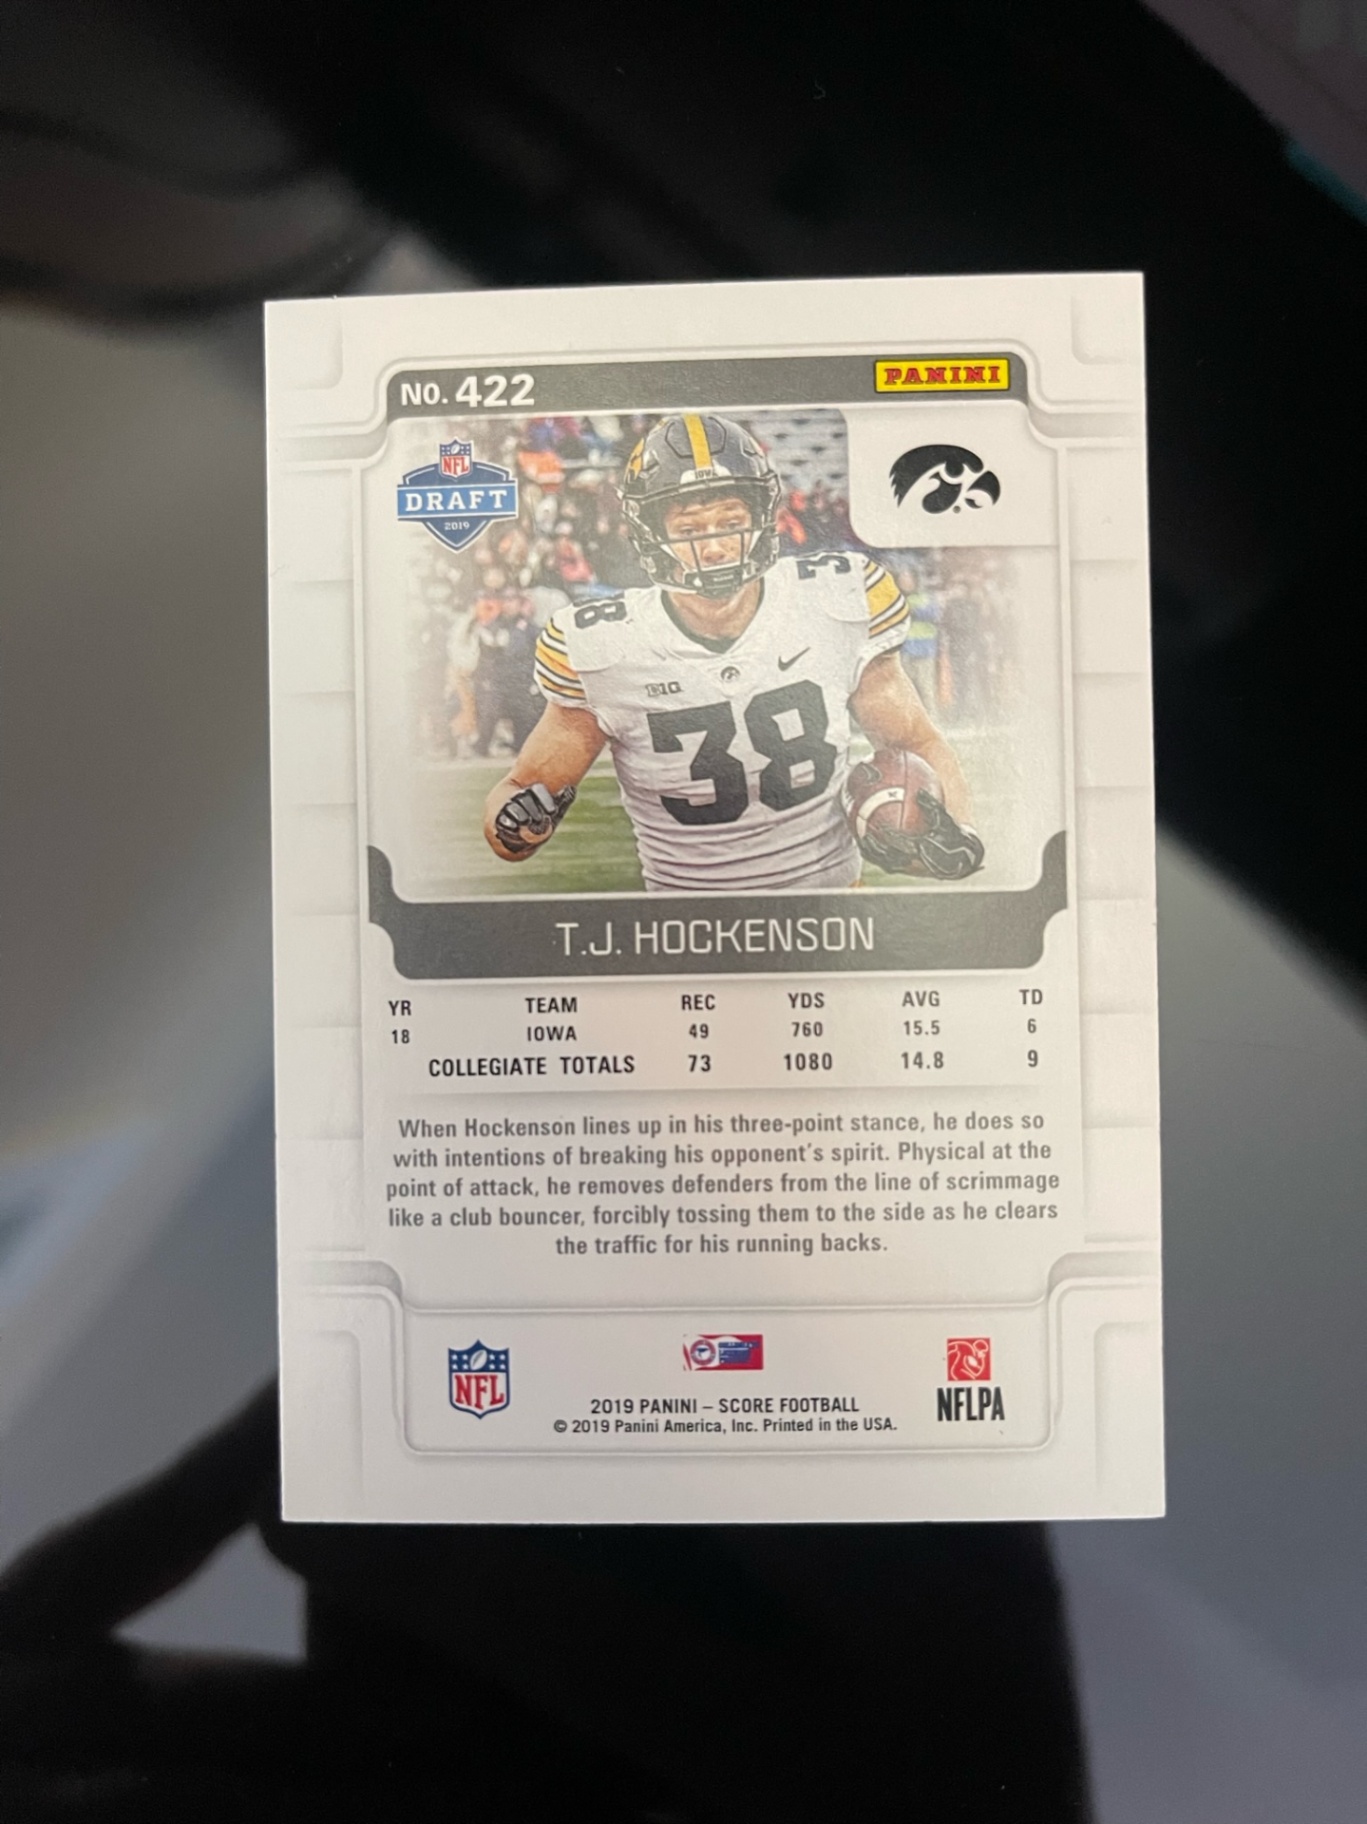 NO. 422
PANINI
NFL
DRAFT
2019
IOWA
38
38
B1G
38
T.J. HOCKENSON
YR TEAM REC YDS AVG TD
18 IOWA 49 760 15.5 6
COLLEGIATE TOTALS 73 1080 14.8 9
When Hockenson lines up in his three-point stance, he does so
with intentions of breaking his opponent's spirit. Physical at the
point of attack, he removes defenders from the line of scrimmage
like a club bouncer, forcibly tossing them to the side as he clears
the traffic for his running backs.
NFL
NFLPA
2019 PANINI – SCORE FOOTBALL
© 2019 Panini America, Inc. Printed in the USA.